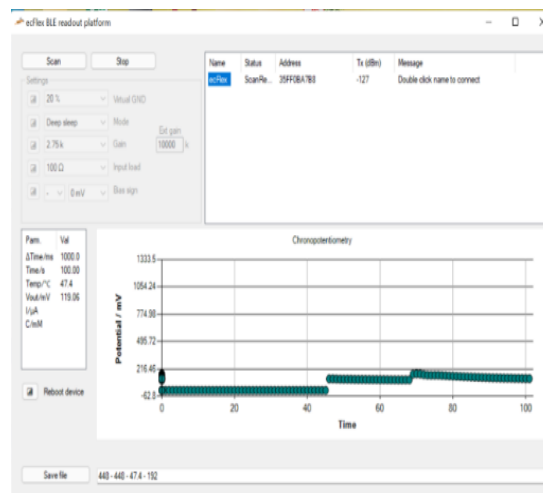 ecFlex BLE readout platform
Scan
Stop
Settings
20 %
Virtual GND
Deep sleep
Mode
2.75k
Gain
Ext gain
10000
k
100 Ω
Input load
-
0 mV
Bias sign
Name Status Address Tx (dBm) Message
ecFlex ScanRe... 35FF0BA7B8 -127 Double click name to connect
Param. Val
ΔTime/ms 1000.0
Time/s 100.00
Temp/°C 47.4
Vout/mV 119.06
I/μA
C/mM
Reboot device
Chronopotentiometry
Potential / mV
1333.5
1054.24
774.98
495.72
216.46
-62.8
0 20 40 60 80 100
Time
Save file
448 - 448 - 47.4 - 192